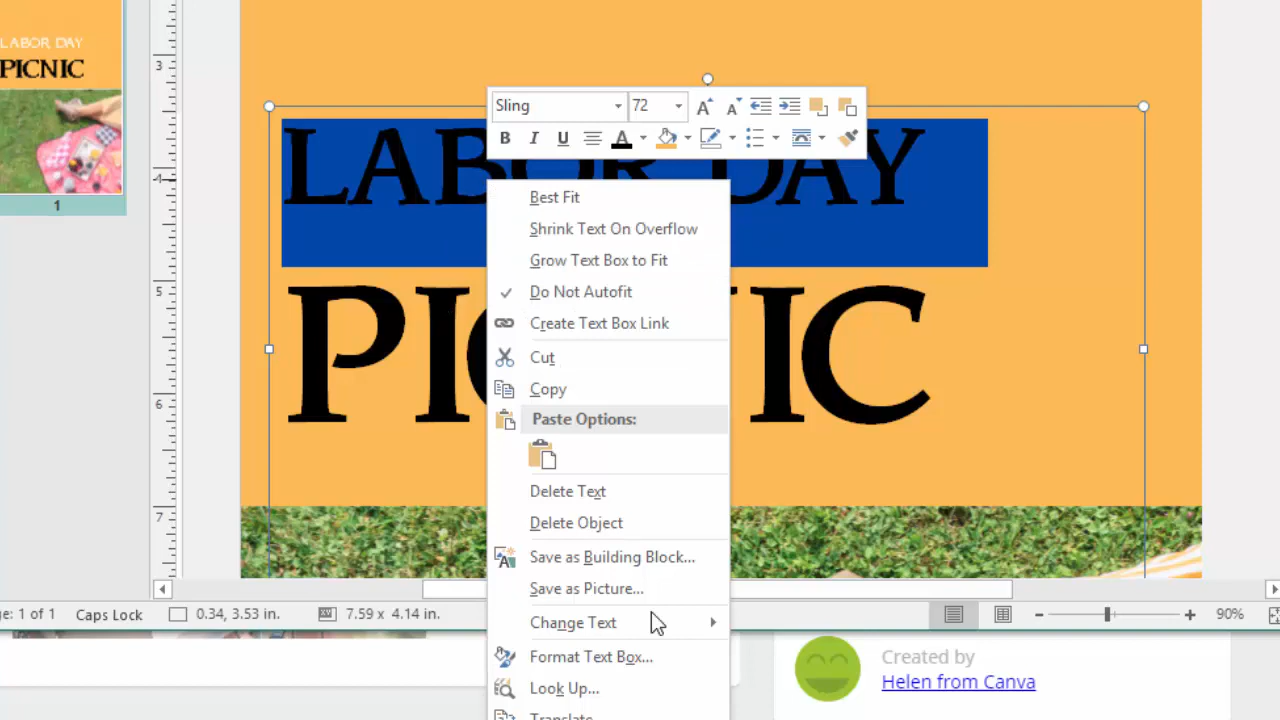 LABOR DAY
PICNIC
1
3
4
5
6
7
Sling
72
B I U A
LABOR DAY
PICNIC
Best Fit
Shrink Text On Overflow
Grow Text Box to Fit
Do Not Autofit
Create Text Box Link
Cut
Copy
Paste Options:
Delete Text
Delete Object
Save as Building Block...
Save as Picture...
Change Text
Format Text Box...
Look Up...
Translate
ge: 1 of 1 Caps Lock 0.34, 3.53 in. 7.59 x 4.14 in. 90%
Created by
Helen from Canva